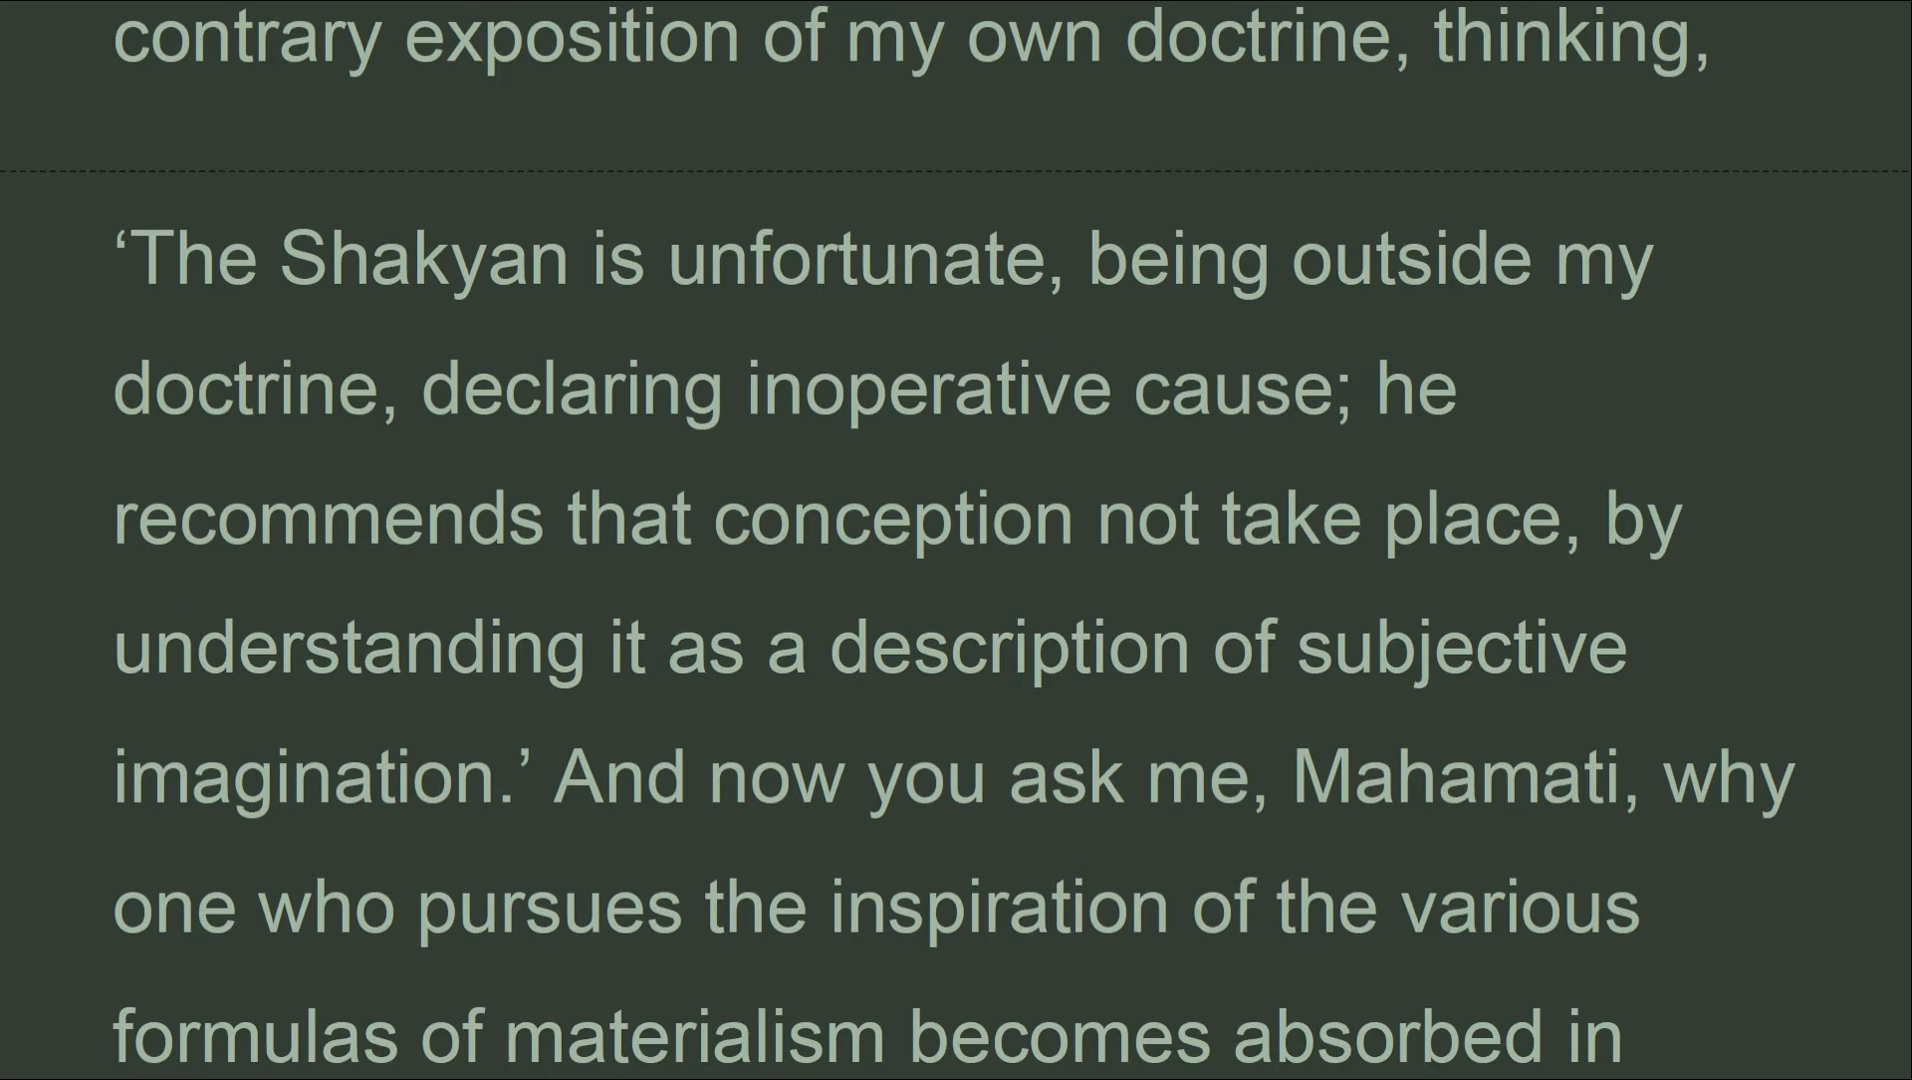 contrary exposition of my own doctrine, thinking,
‘The Shakyan is unfortunate, being outside my
doctrine, declaring inoperative cause; he
recommends that conception not take place, by
understanding it as a description of subjective
imagination.’ And now you ask me, Mahamati, why
one who pursues the inspiration of the various
formulas of materialism becomes absorbed in